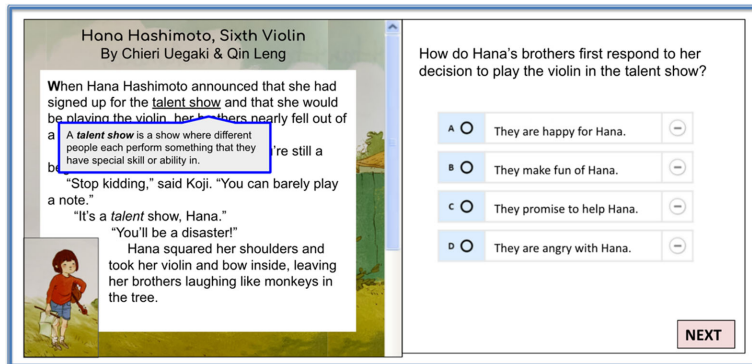 Hana Hashimoto, Sixth Violin
By Chieri Uegaki & Qin Leng
When Hana Hashimoto announced that she had
signed up for the talent show and that she would
be playing the violin, her brothers nearly fell out of
a
A talent show is a show where different
people each perform something that they
have special skill or ability in.
're still a
be
"Stop kidding," said Koji. "You can barely play
a note."
"It's a talent show, Hana."
"You'll be a disaster!"
Hana squared her shoulders and
took her violin and bow inside, leaving
her brothers laughing like monkeys in
the tree.
How do Hana's brothers first respond to her
decision to play the violin in the talent show?
A They are happy for Hana.
B They make fun of Hana.
C They promise to help Hana.
D They are angry with Hana.
NEXT